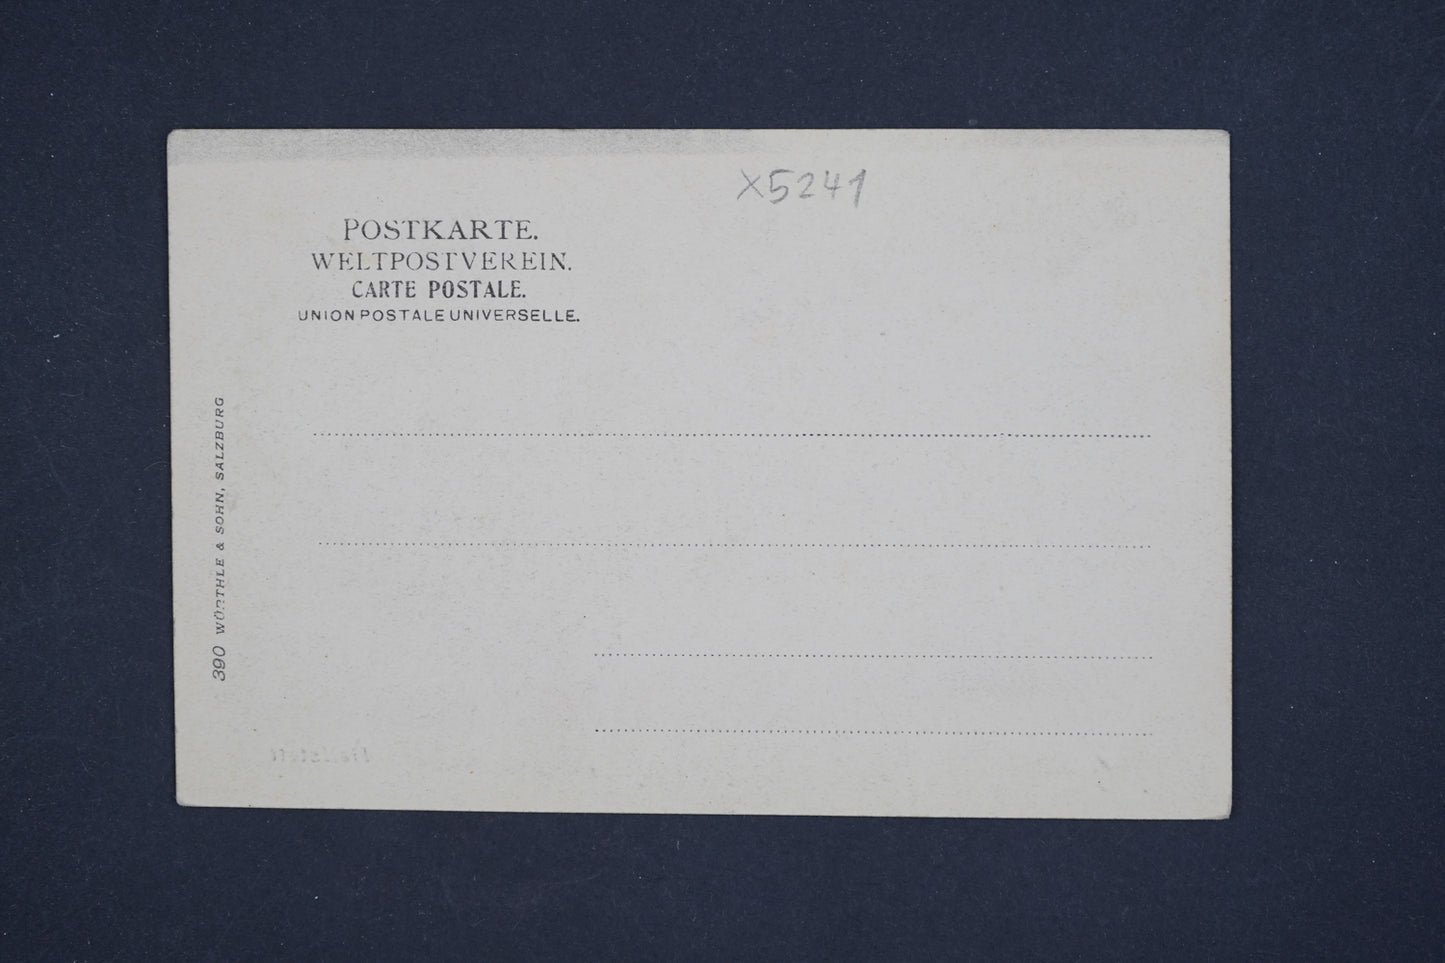 X5241
POSTKARTE.
WELTPOSTVEREIN.
CARTE POSTALE.
UNION POSTALE UNIVERSELLE.
390 WÜRTHLE & SOHN, SALZBURG